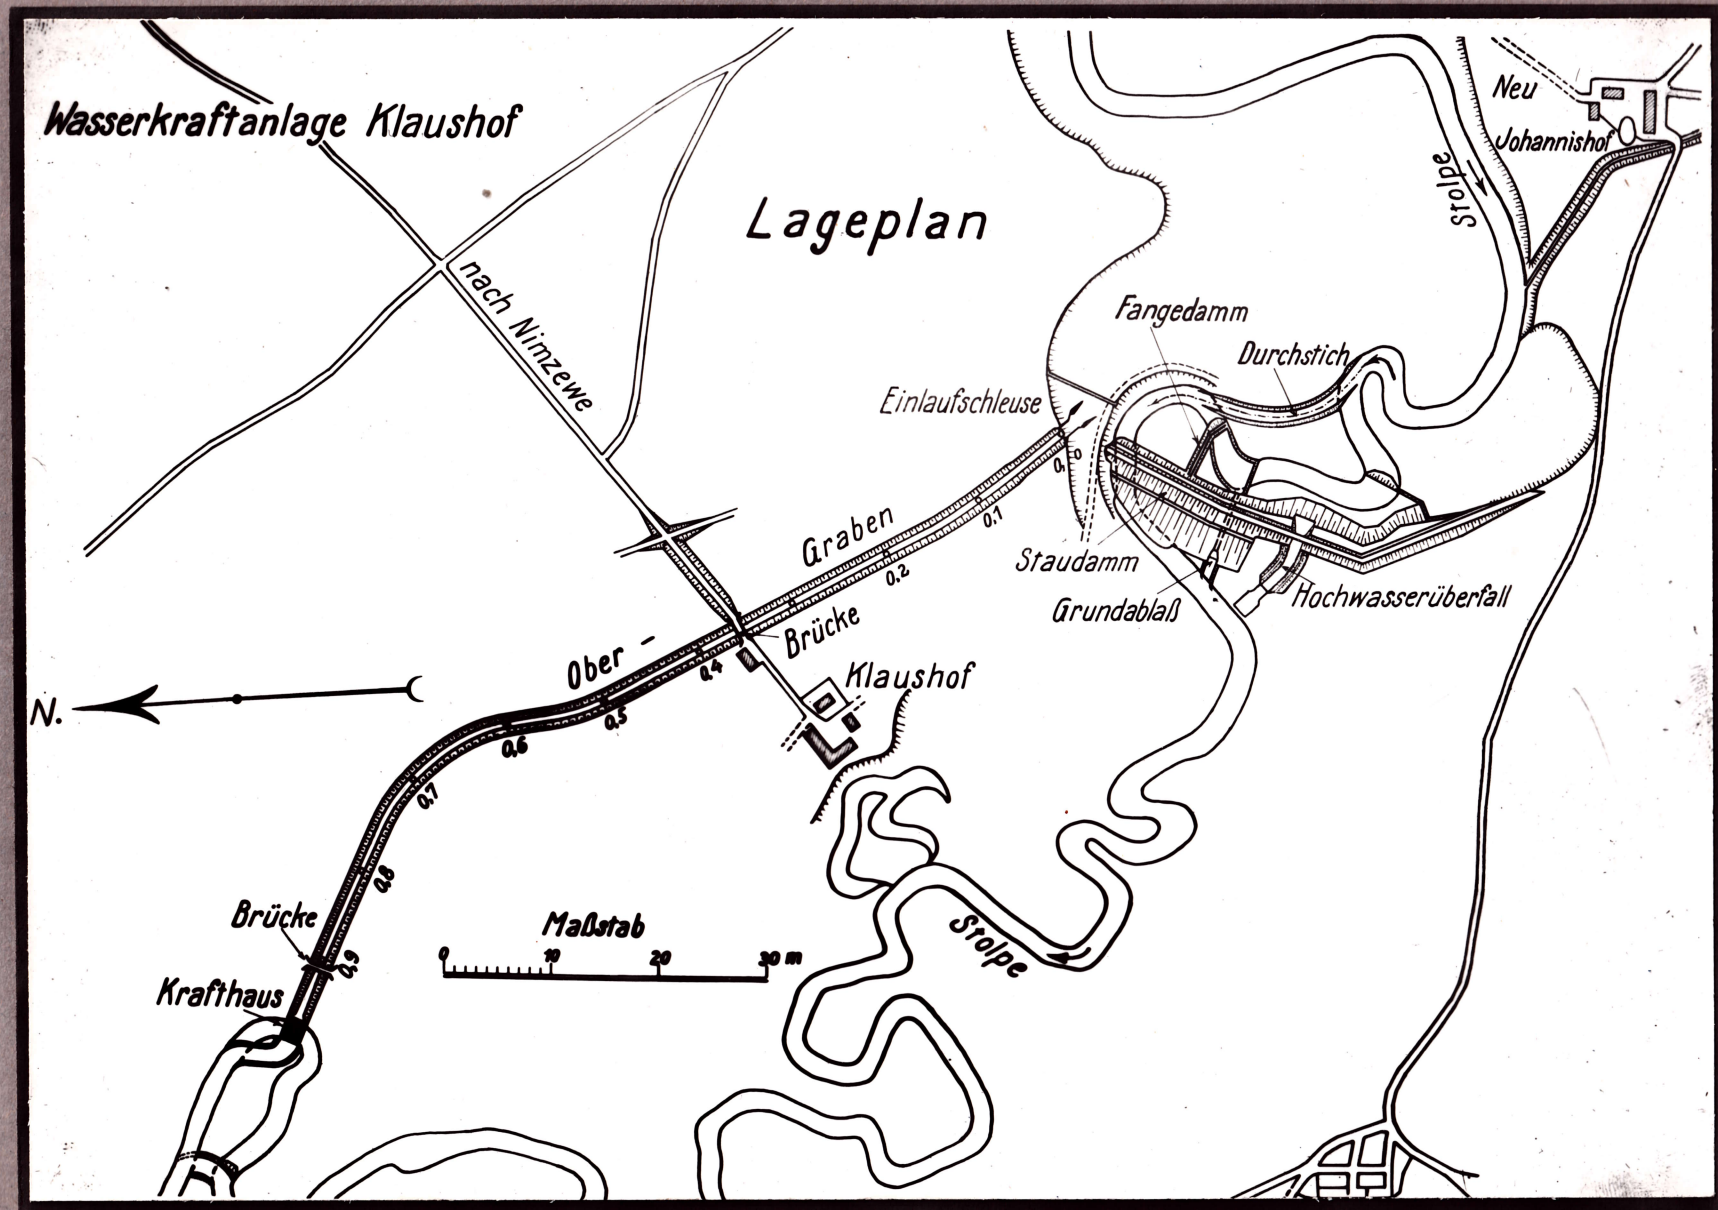 Wasserkraftanlage Klaushof
Lageplan
Neu
Johannishof
Stolpe
nach Nimzewe
Fangedamm
Durchstich
Einlaufschleuse
0,0
0,1
0,2
Ober - Graben
Staudamm
Grundablaß
Hochwasserüberfall
Brücke
0,4
Klaushof
0,5
0,6
0,7
0,8
N.
Brücke
0,9
Krafthaus
Maßstab
0 10 20 30 m
Stolpe